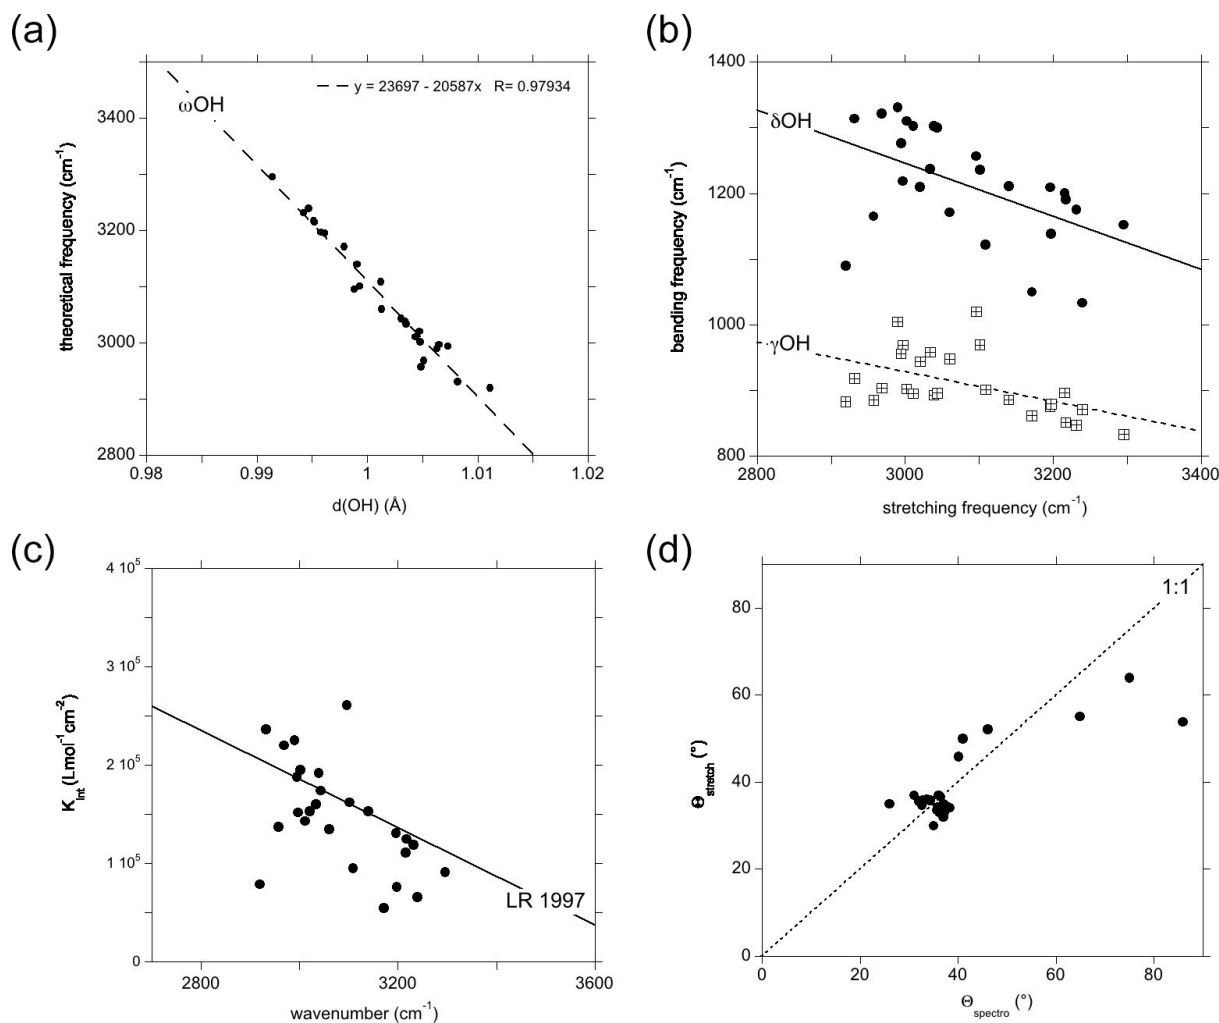 (a)
y = 23697 - 20587x R= 0.97934
ωOH
theoretical frequency (cm⁻¹)
3400
3200
3000
2800
0.98 0.99 1 1.01 1.02
d(OH) (Å)
(b)
1400
1200
1000
800
δOH
γOH
bending frequency (cm⁻¹)
2800 3000 3200 3400
stretching frequency (cm⁻¹)
(c)
4 10⁵
3 10⁵
2 10⁵
1 10⁵
0
K_int (Lmol⁻¹cm⁻²)
LR 1997
2800 3200 3600
wavenumber (cm⁻¹)
(d)
1:1
80
60
40
20
0
Θ_stretch (°)
0 20 40 60 80
Θ_spectro (°)